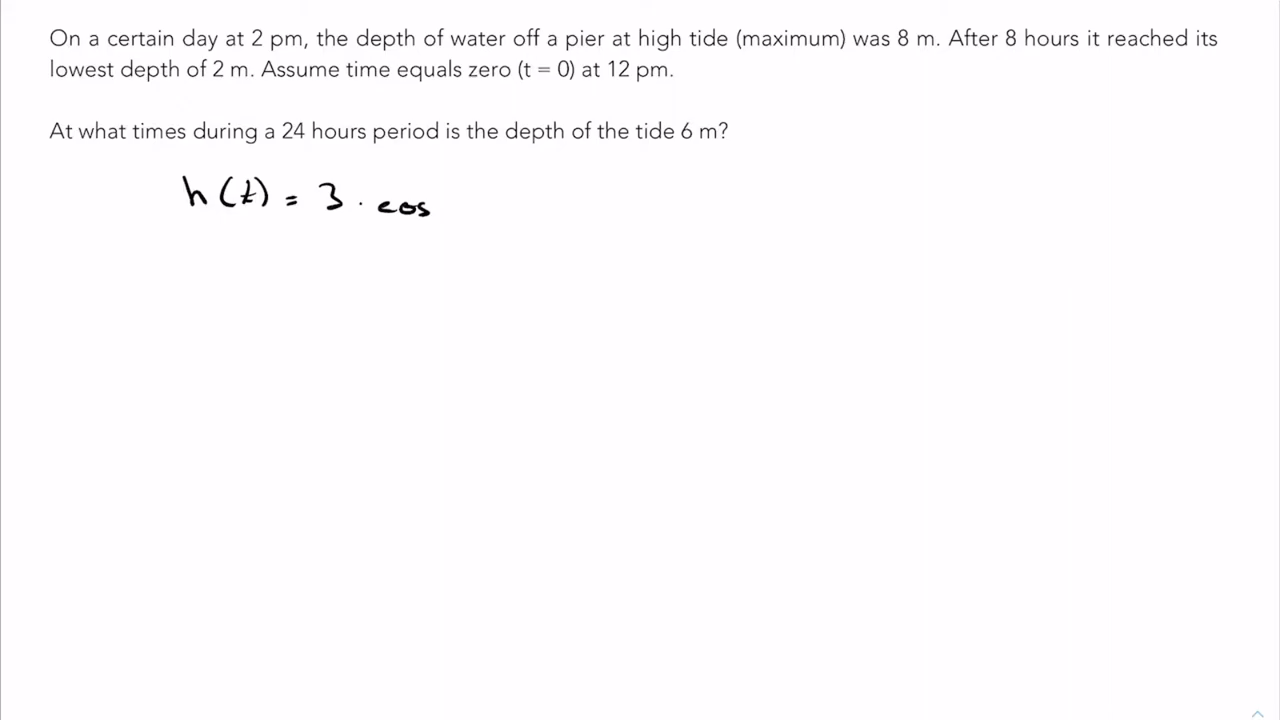 On a certain day at 2 pm, the depth of water off a pier at high tide (maximum) was 8 m. After 8 hours it reached its
lowest depth of 2 m. Assume time equals zero (t = 0) at 12 pm.
At what times during a 24 hours period is the depth of the tide 6 m?
h(t) = 3 · cos